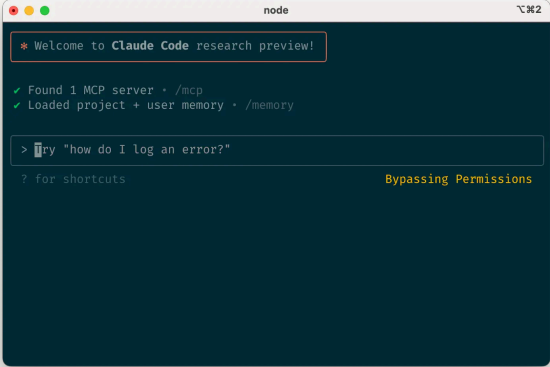 node
⌥⌘2
✻ Welcome to Claude Code research preview!
✔ Found 1 MCP server • /mcp
✔ Loaded project + user memory • /memory
> Try "how do I log an error?"
? for shortcuts
Bypassing Permissions